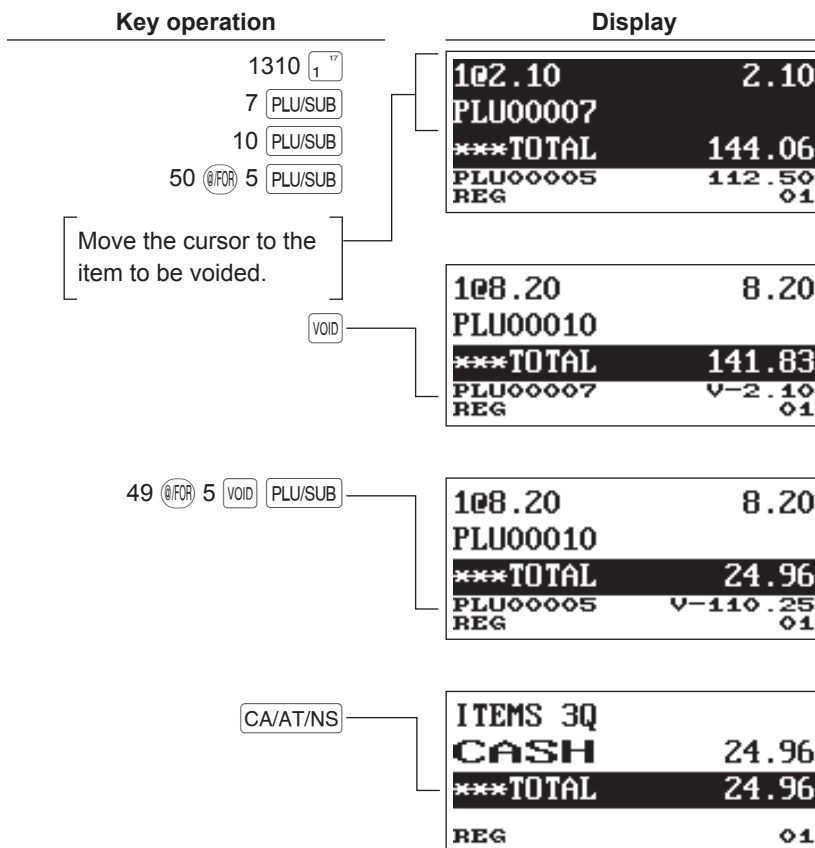 Key operation
Display
1310 1 17
7 PLU/SUB
10 PLU/SUB
50 @/FOR 5 PLU/SUB
Move the cursor to the
item to be voided.
1@2.10 2.10
PLU00007
***TOTAL 144.06
PLU00005 112.50
REG 01
VOID
1@8.20 8.20
PLU00010
***TOTAL 141.83
PLU00007 V-2.10
REG 01
49 @/FOR 5 VOID PLU/SUB
1@8.20 8.20
PLU00010
***TOTAL 24.96
PLU00005 V-110.25
REG 01
CA/AT/NS
ITEMS 3Q
CASH 24.96
***TOTAL 24.96
REG 01